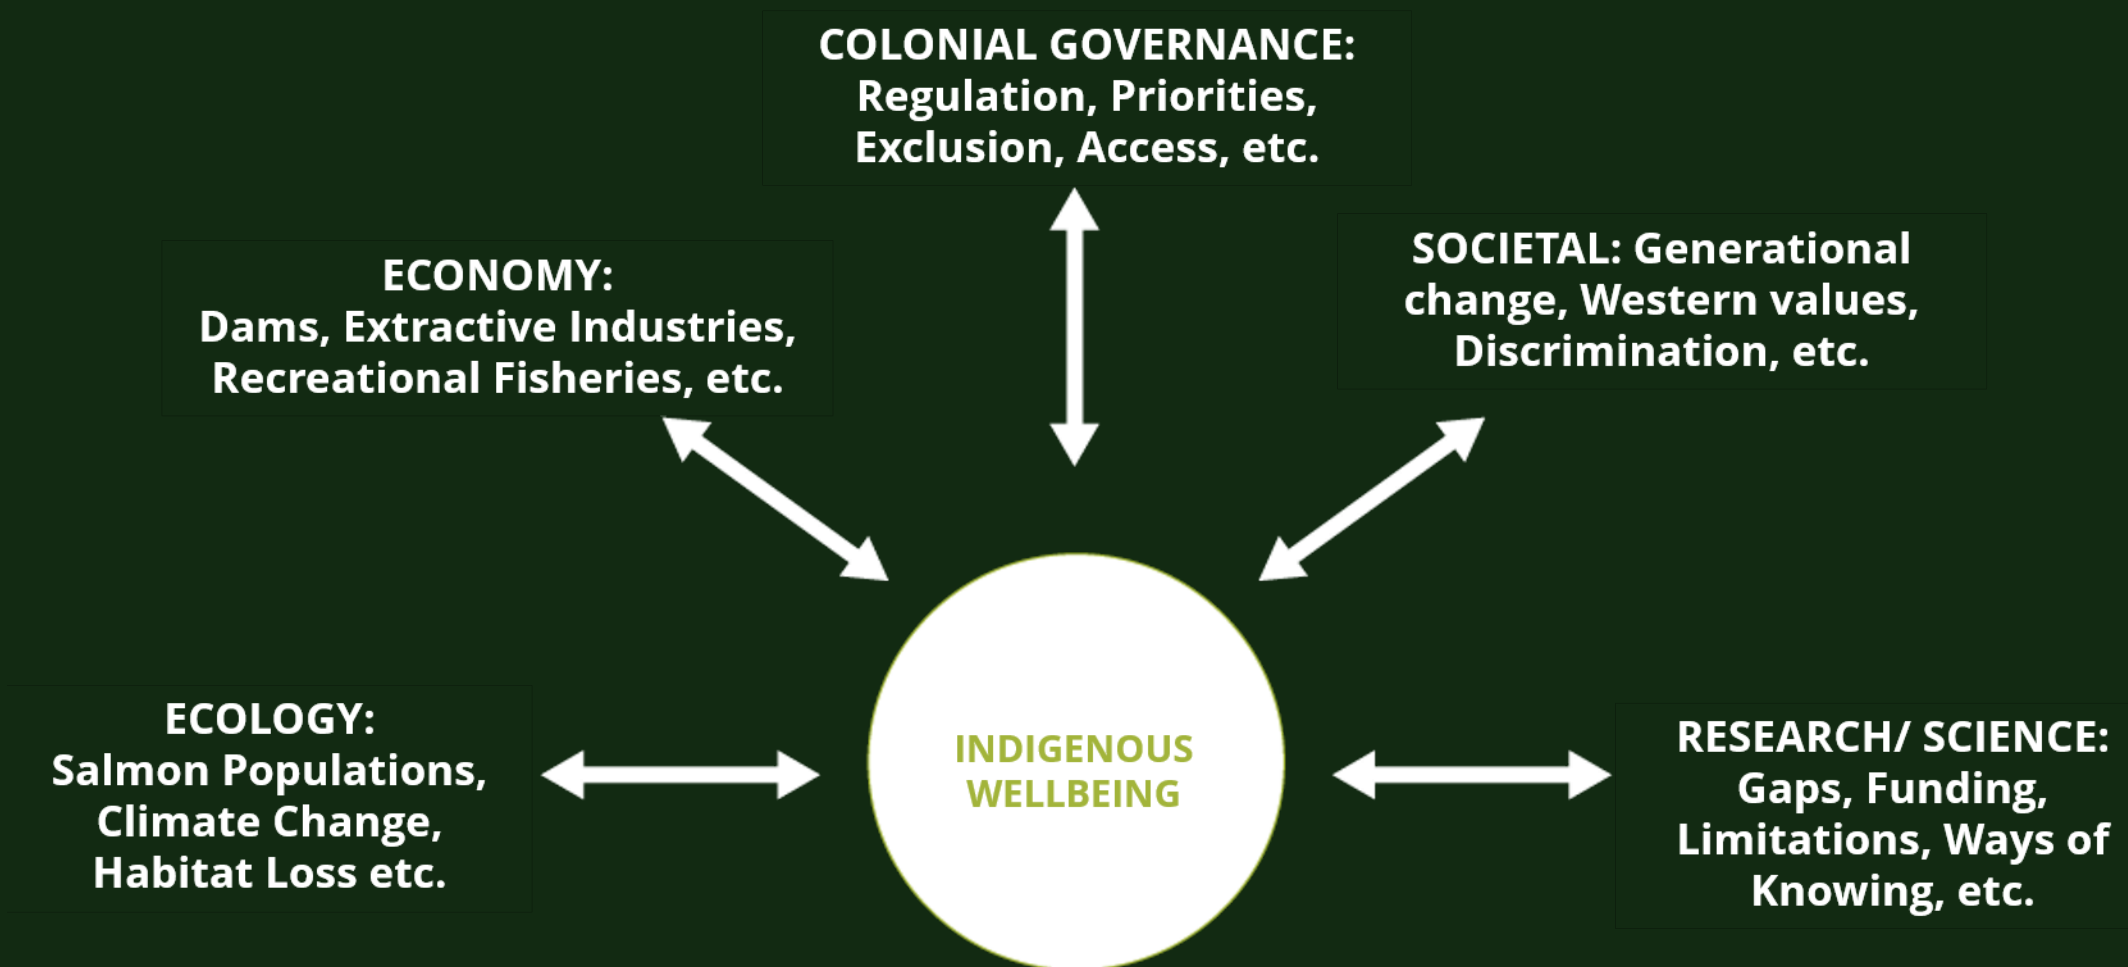 COLONIAL GOVERNANCE:
Regulation, Priorities,
Exclusion, Access, etc.
ECONOMY:
Dams, Extractive Industries,
Recreational Fisheries, etc.
SOCIETAL: Generational
change, Western values,
Discrimination, etc.
ECOLOGY:
Salmon Populations,
Climate Change,
Habitat Loss etc.
INDIGENOUS
WELLBEING
RESEARCH/ SCIENCE:
Gaps, Funding,
Limitations, Ways of
Knowing, etc.